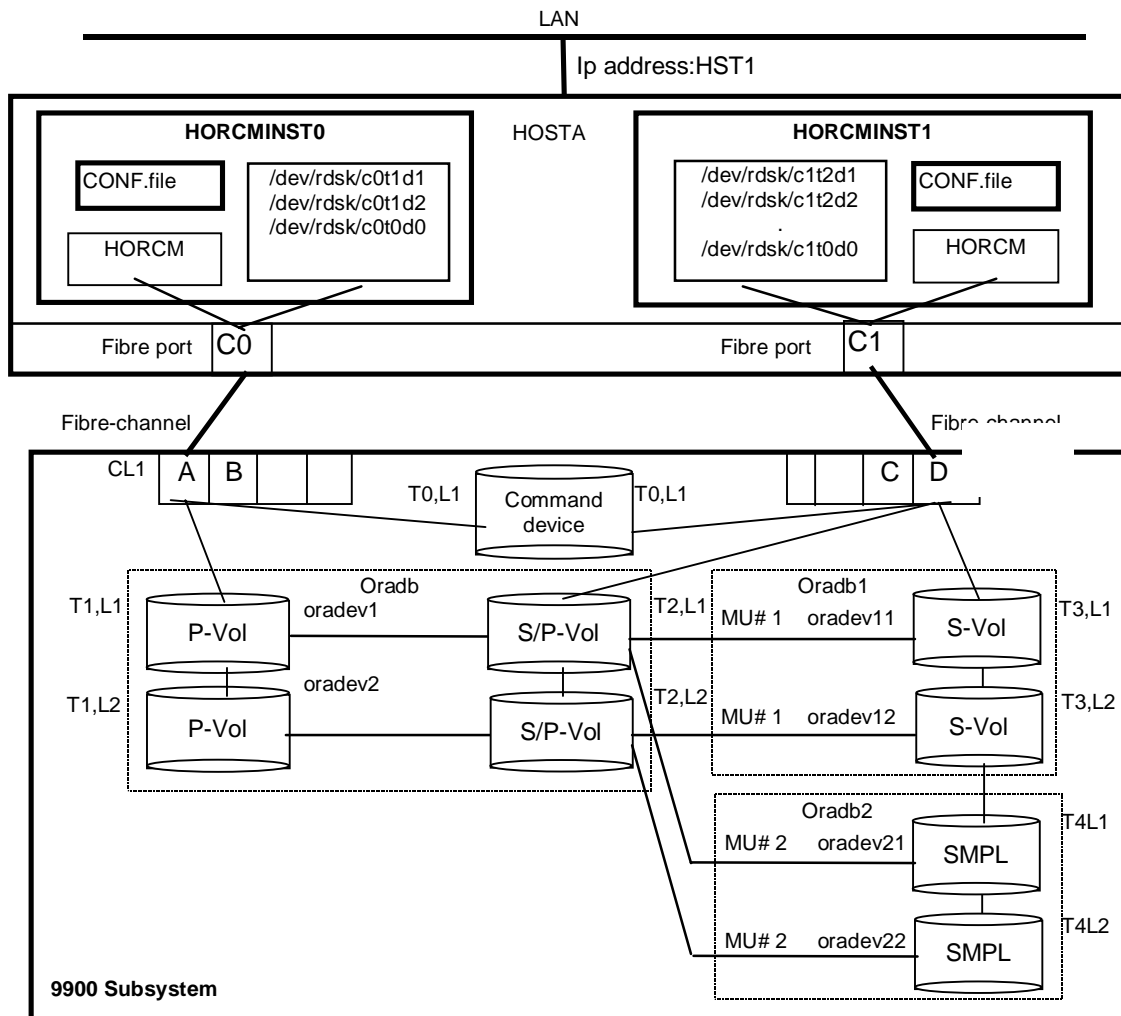 LAN
Ip address:HST1
HORCMINST0
HOSTA
HORCMINST1
CONF.file
/dev/rdsk/c0t1d1
/dev/rdsk/c0t1d2
/dev/rdsk/c0t0d0
HORCM
/dev/rdsk/c1t2d1
/dev/rdsk/c1t2d2
.
/dev/rdsk/c1t0d0
CONF.file
HORCM
Fibre port
C0
Fibre port
C1
Fibre-channel
Fibre-channel
CL1
A
B
C
D
T0,L1
Command
device
T0,L1
Oradb
T1,L1
P-Vol
oradev1
S/P-Vol
T2,L1
Oradb1
MU# 1
oradev11
S-Vol
T3,L1
T1,L2
P-Vol
oradev2
S/P-Vol
T2,L2
MU# 1
oradev12
S-Vol
T3,L2
Oradb2
MU# 2
oradev21
SMPL
T4L1
MU# 2
oradev22
SMPL
T4L2
9900 Subsystem